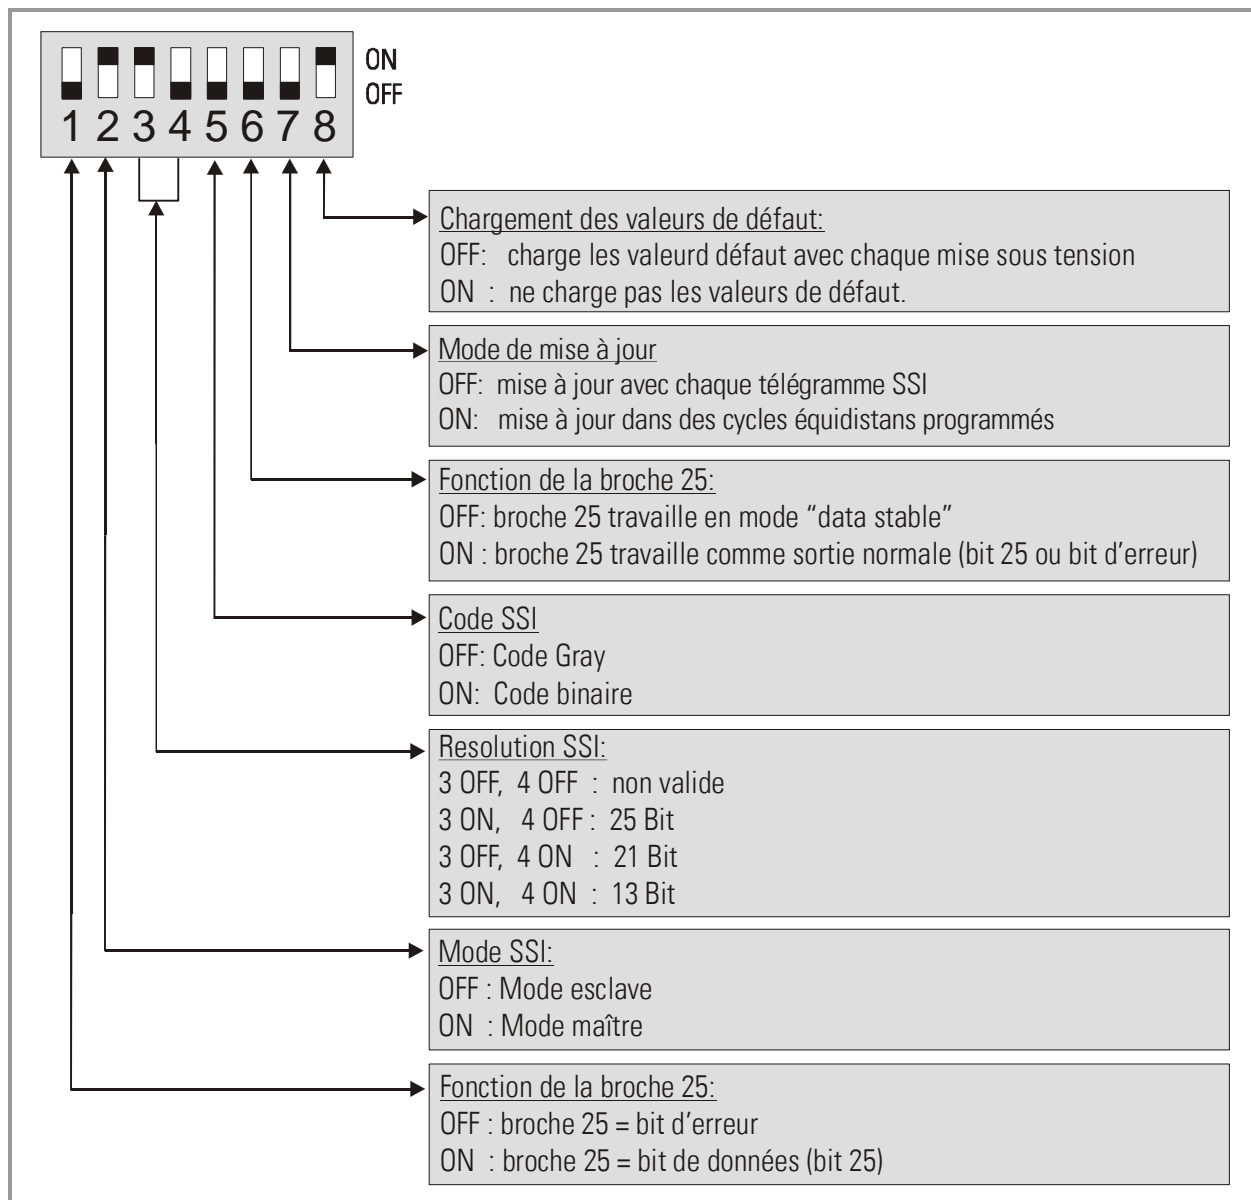 ON
OFF
1 2 3 4 5 6 7 8
Chargement des valeurs de défaut:
OFF: charge les valeurd défaut avec chaque mise sous tension
ON : ne charge pas les valeurs de défaut.
Mode de mise à jour
OFF: mise à jour avec chaque télégramme SSI
ON: mise à jour dans des cycles équidistans programmés
Fonction de la broche 25:
OFF: broche 25 travaille en mode “data stable”
ON : broche 25 travaille comme sortie normale (bit 25 ou bit d’erreur)
Code SSI
OFF: Code Gray
ON: Code binaire
Resolution SSI:
3 OFF, 4 OFF : non valide
3 ON, 4 OFF : 25 Bit
3 OFF, 4 ON : 21 Bit
3 ON, 4 ON : 13 Bit
Mode SSI:
OFF : Mode esclave
ON : Mode maître
Fonction de la broche 25:
OFF : broche 25 = bit d’erreur
ON : broche 25 = bit de données (bit 25)